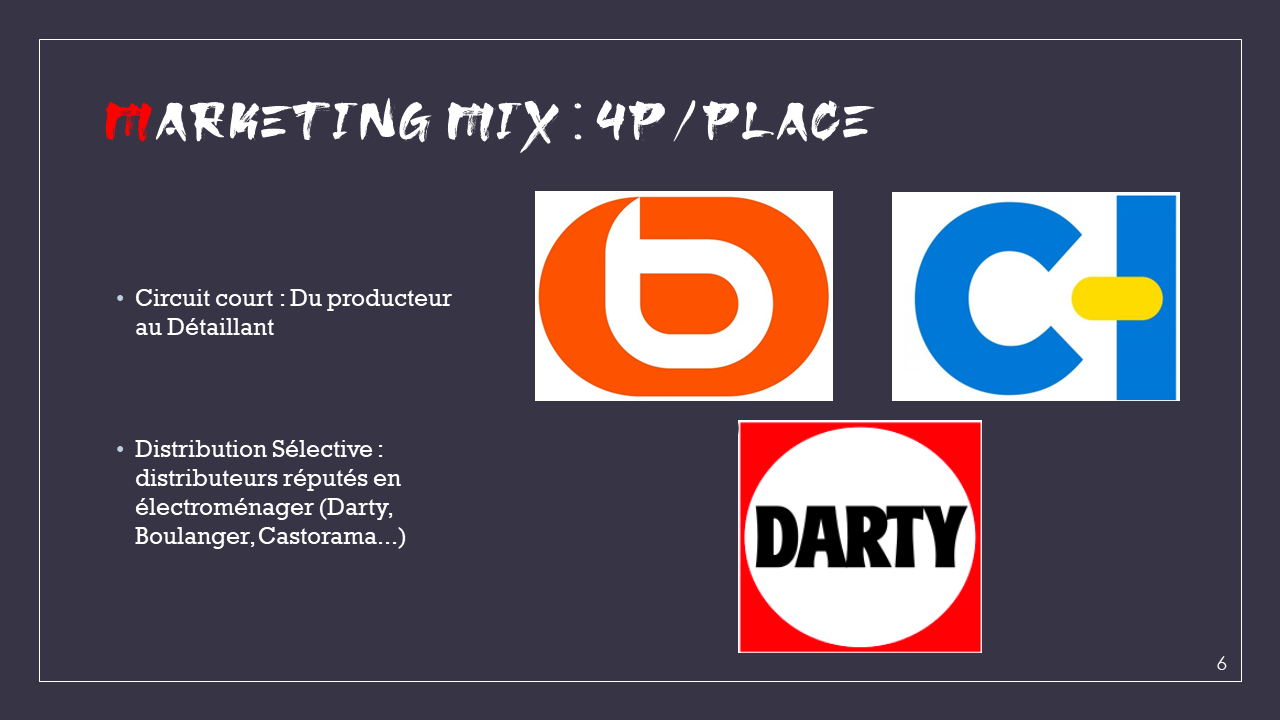 MARKETING MIX : 4P / PLACE
• Circuit court : Du producteur
au Détaillant
• Distribution Sélective :
distributeurs réputés en
électroménager (Darty,
Boulanger, Castorama...)
b
C
DARTY
6